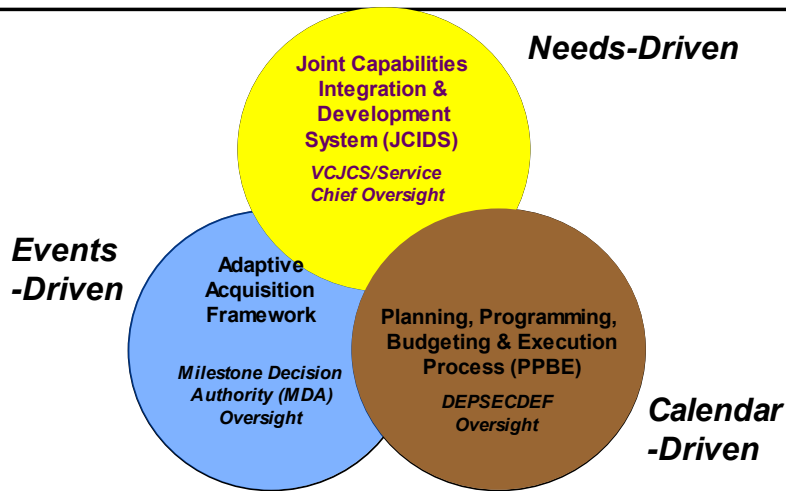 Needs-Driven
Joint Capabilities
Integration &
Development
System (JCIDS)
VCJCS/Service
Chief Oversight
Events
-Driven
Adaptive
Acquisition
Framework
Milestone Decision
Authority (MDA)
Oversight
Planning, Programming,
Budgeting & Execution
Process (PPBE)
DEPSECDEF
Oversight
Calendar
-Driven